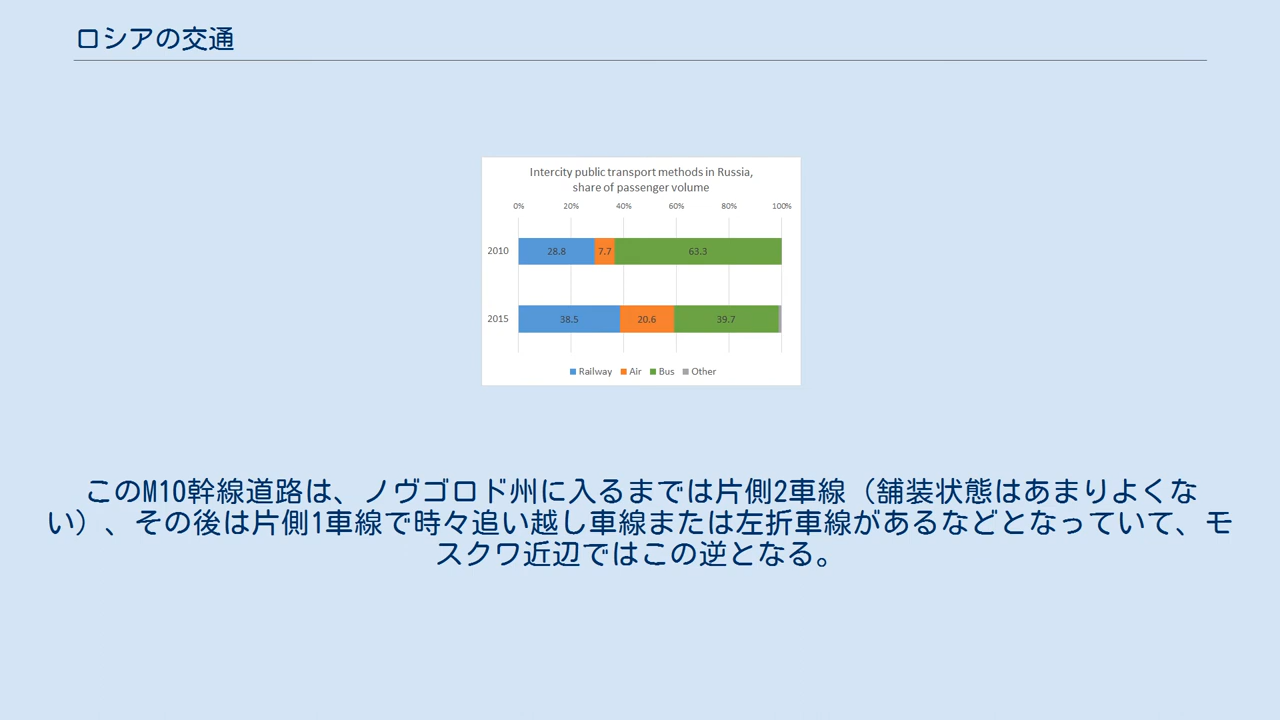 ロシアの交通
Intercity public transport methods in Russia,
share of passenger volume
0% 20% 40% 60% 80% 100%
2010 28.8 7.7 63.3
2015 38.5 20.6 39.7
Railway Air Bus Other
このM10幹線道路は、ノヴゴロド州に入るまでは片側2車線（舗装状態はあまりよくな
い）、その後は片側1車線で時々追い越し車線または左折車線があるなどとなっていて、モ
スクワ近辺ではこの逆となる。